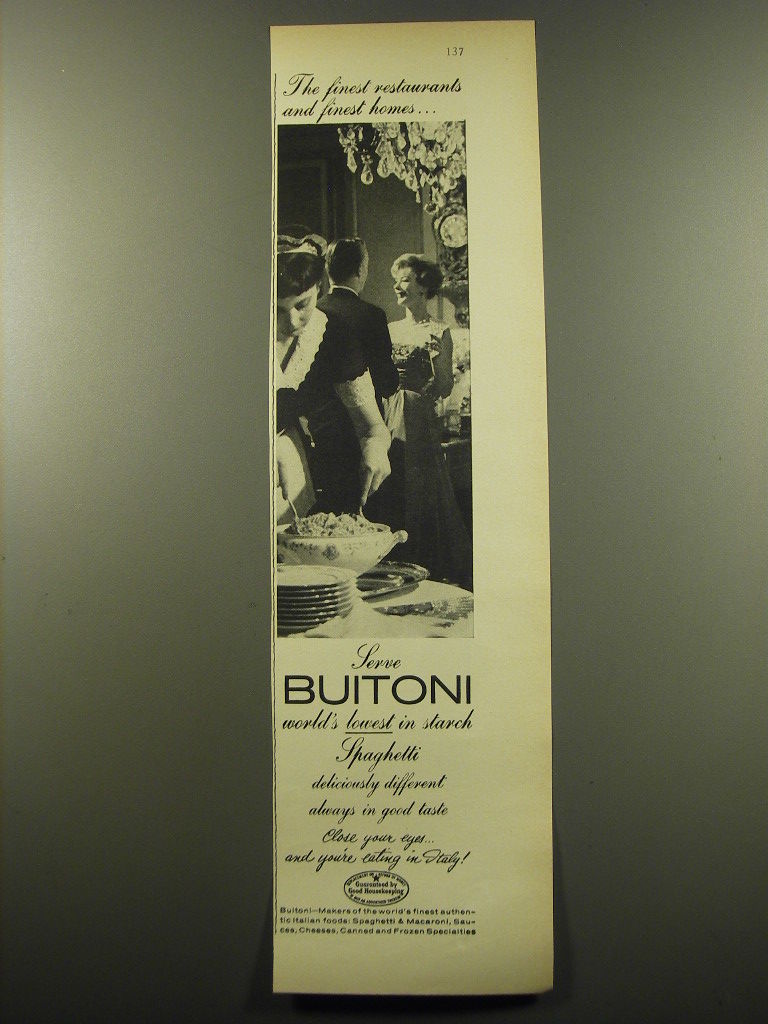 137
The finest restaurants
and finest homes...
Serve
BUITONI
world's lowest in starch
Spaghetti
deliciously different
always in good taste
Close your eyes...
and you're eating in Italy!
Guaranteed by
Good Housekeeping
Buitoni—Makers of the world's finest authen-
tic Italian foods: Spaghetti & Macaroni, Sau-
ces, Cheeses, Canned and Frozen Specialties